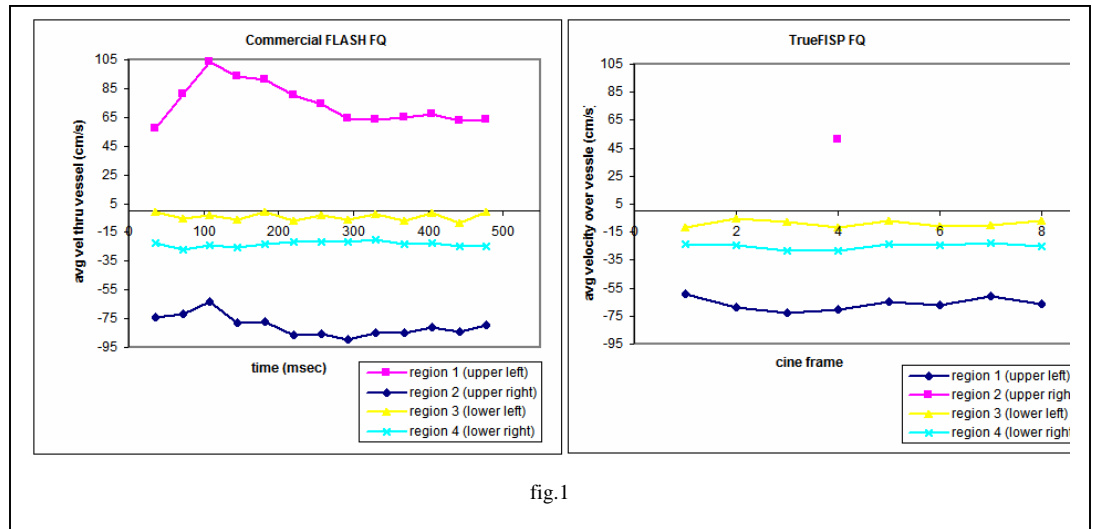 Commercial FLASH FQ
105
85
65
45
25
5
-15
-35
-55
-75
-95
0
100
200
300
400
500
avg vel thru vessel (cm/s)
time (msec)
region 1 (upper left)
region 2 (upper right)
region 3 (lower left)
region 4 (lower right)
TrueFISP FQ
105
85
65
45
25
5
-15
-35
-55
-75
-95
0
2
4
6
8
avg velocity over vessle (cm/s)
cine frame
region 1 (upper left)
region 2 (upper righ
region 3 (lower left)
region 4 (lower right)
fig.1